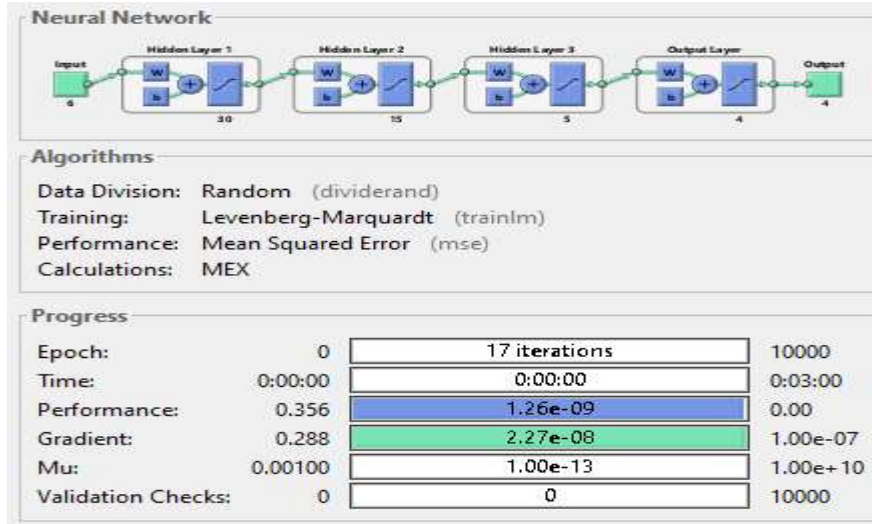 Neural Network
Hidden Layer 1 Hidden Layer 2 Hidden Layer 3 Output Layer
Input Output
W W W W
b b b b
6 4
30 15 5 4
Algorithms
Data Division: Random (dividerand)
Training: Levenberg-Marquardt (trainlm)
Performance: Mean Squared Error (mse)
Calculations: MEX
Progress
Epoch: 0 17 iterations 10000
Time: 0:00:00 0:00:00 0:03:00
Performance: 0.356 1.26e-09 0.00
Gradient: 0.288 2.27e-08 1.00e-07
Mu: 0.00100 1.00e-13 1.00e+10
Validation Checks: 0 0 10000